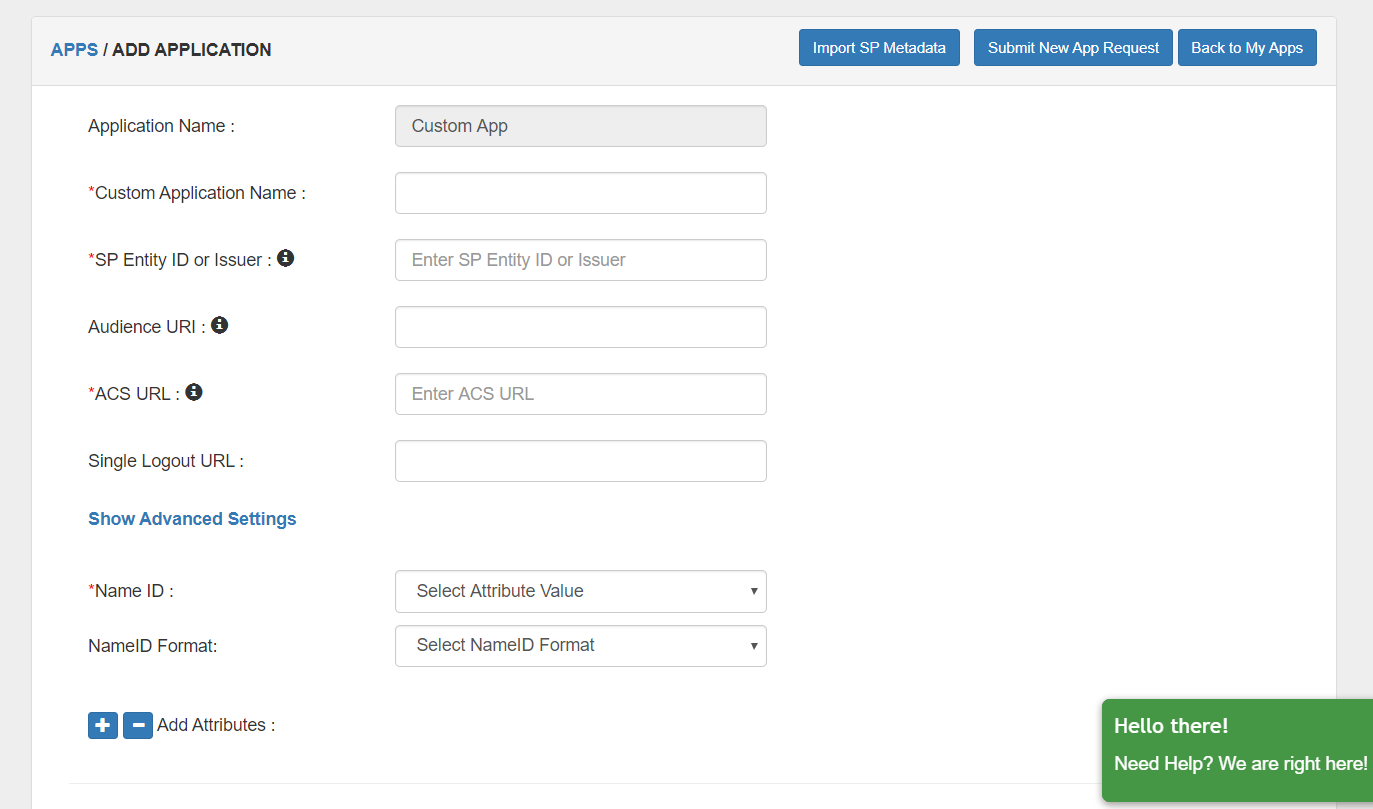 APPS / ADD APPLICATION
Import SP Metadata
Submit New App Request
Back to My Apps
Application Name :
Custom App
*Custom Application Name :
*SP Entity ID or Issuer :
Enter SP Entity ID or Issuer
Audience URI :
*ACS URL :
Enter ACS URL
Single Logout URL :
Show Advanced Settings
*Name ID :
Select Attribute Value
NameID Format:
Select NameID Format
Add Attributes :
Hello there!
Need Help? We are right here!